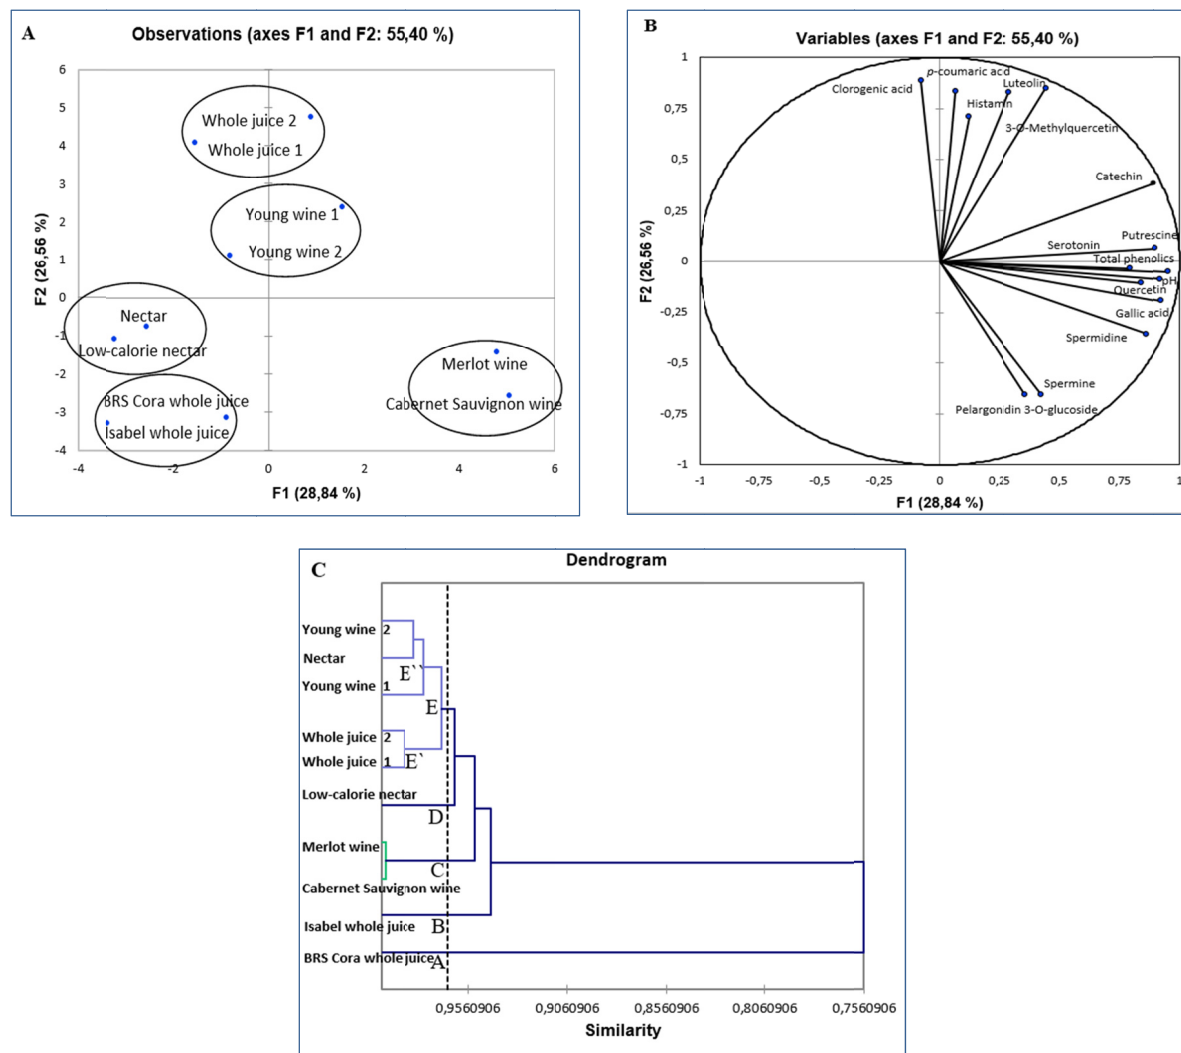 A
Observations (axes F1 and F2: 55,40 %)
6
5
4
3
2
1
0
-1
-2
-3
-4
F2 (26,56 %)
Whole juice 2
Whole juice 1
Young wine 1
Young wine 2
Nectar
Low-calorie nectar
BRS Cora whole juice
Isabel whole juice
Merlot wine
Cabernet Sauvignon wine
-4 -2 0 2 4 6
F1 (28,84 %)
B
Variables (axes F1 and F2: 55,40 %)
1
0,75
0,5
0,25
0
-0,25
-0,5
-0,75
-1
F2 (26,56 %)
p-coumaric acid
Clorogenic acid
Luteolin
Histamn
3-O-Methylquercetin
Catechin
Putrescine
Serotonin
Total phenolics
pH
Quercetin
Gallic acid
Spermidine
Spermine
Pelargonidin 3-O-glucoside
-1 -0,75 -0,5 -0,25 0 0,25 0,5 0,75 1
F1 (28,84 %)
C
Dendrogram
Young wine 2
Nectar
E``
Young wine 1
E
Whole juice 2
Whole juice 1 E`
Low-calorie nectar
D
Merlot wine
C
Cabernet Sauvignon wine
Isabel whole juice B
BRS Cora whole juice A
0,9560906 0,9060906 0,8560906 0,8060906 0,7560906
Similarity